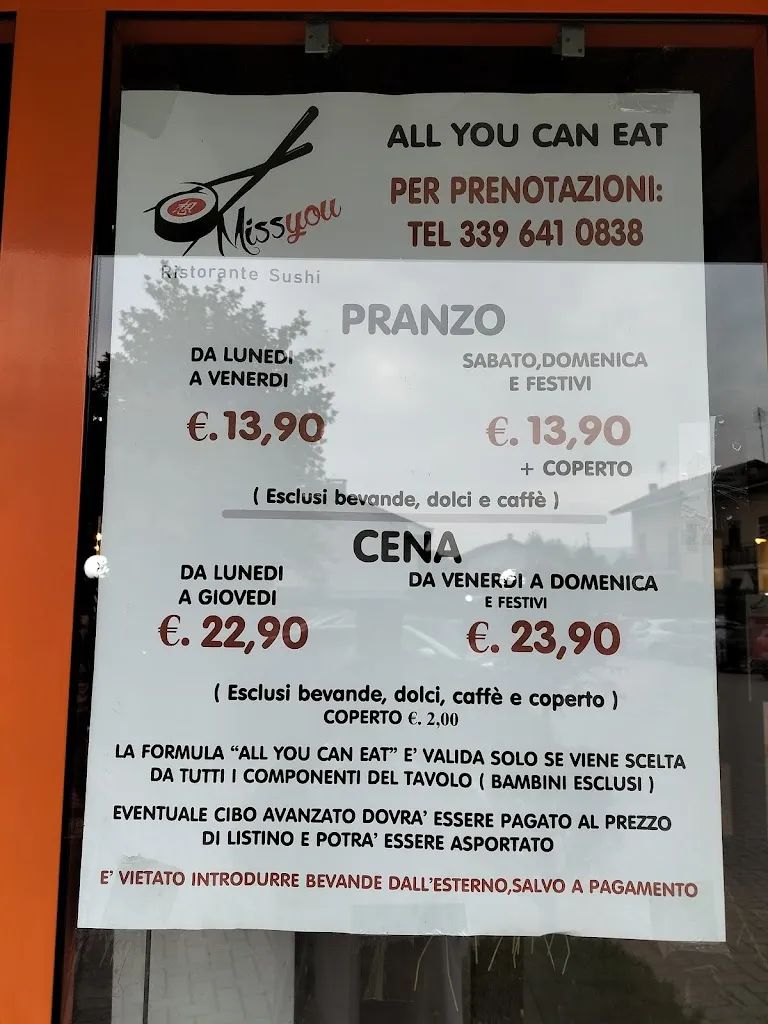 ALL YOU CAN EAT
想
Missyou
Ristorante Sushi
PER PRENOTAZIONI:
TEL 339 641 0838
PRANZO
DA LUNEDI
A VENERDI
€. 13,90
SABATO,DOMENICA
E FESTIVI
€. 13,90
+ COPERTO
( Esclusi bevande, dolci e caffè )
CENA
DA LUNEDI
A GIOVEDI
€. 22,90
DA VENERDI A DOMENICA
E FESTIVI
€. 23,90
( Esclusi bevande, dolci, caffè e coperto )
COPERTO €. 2,00
LA FORMULA "ALL YOU CAN EAT" E' VALIDA SOLO SE VIENE SCELTA
DA TUTTI I COMPONENTI DEL TAVOLO ( BAMBINI ESCLUSI )
EVENTUALE CIBO AVANZATO DOVRA' ESSERE PAGATO AL PREZZO
DI LISTINO E POTRA' ESSERE ASPORTATO
E' VIETATO INTRODURRE BEVANDE DALL'ESTERNO,SALVO A PAGAMENTO